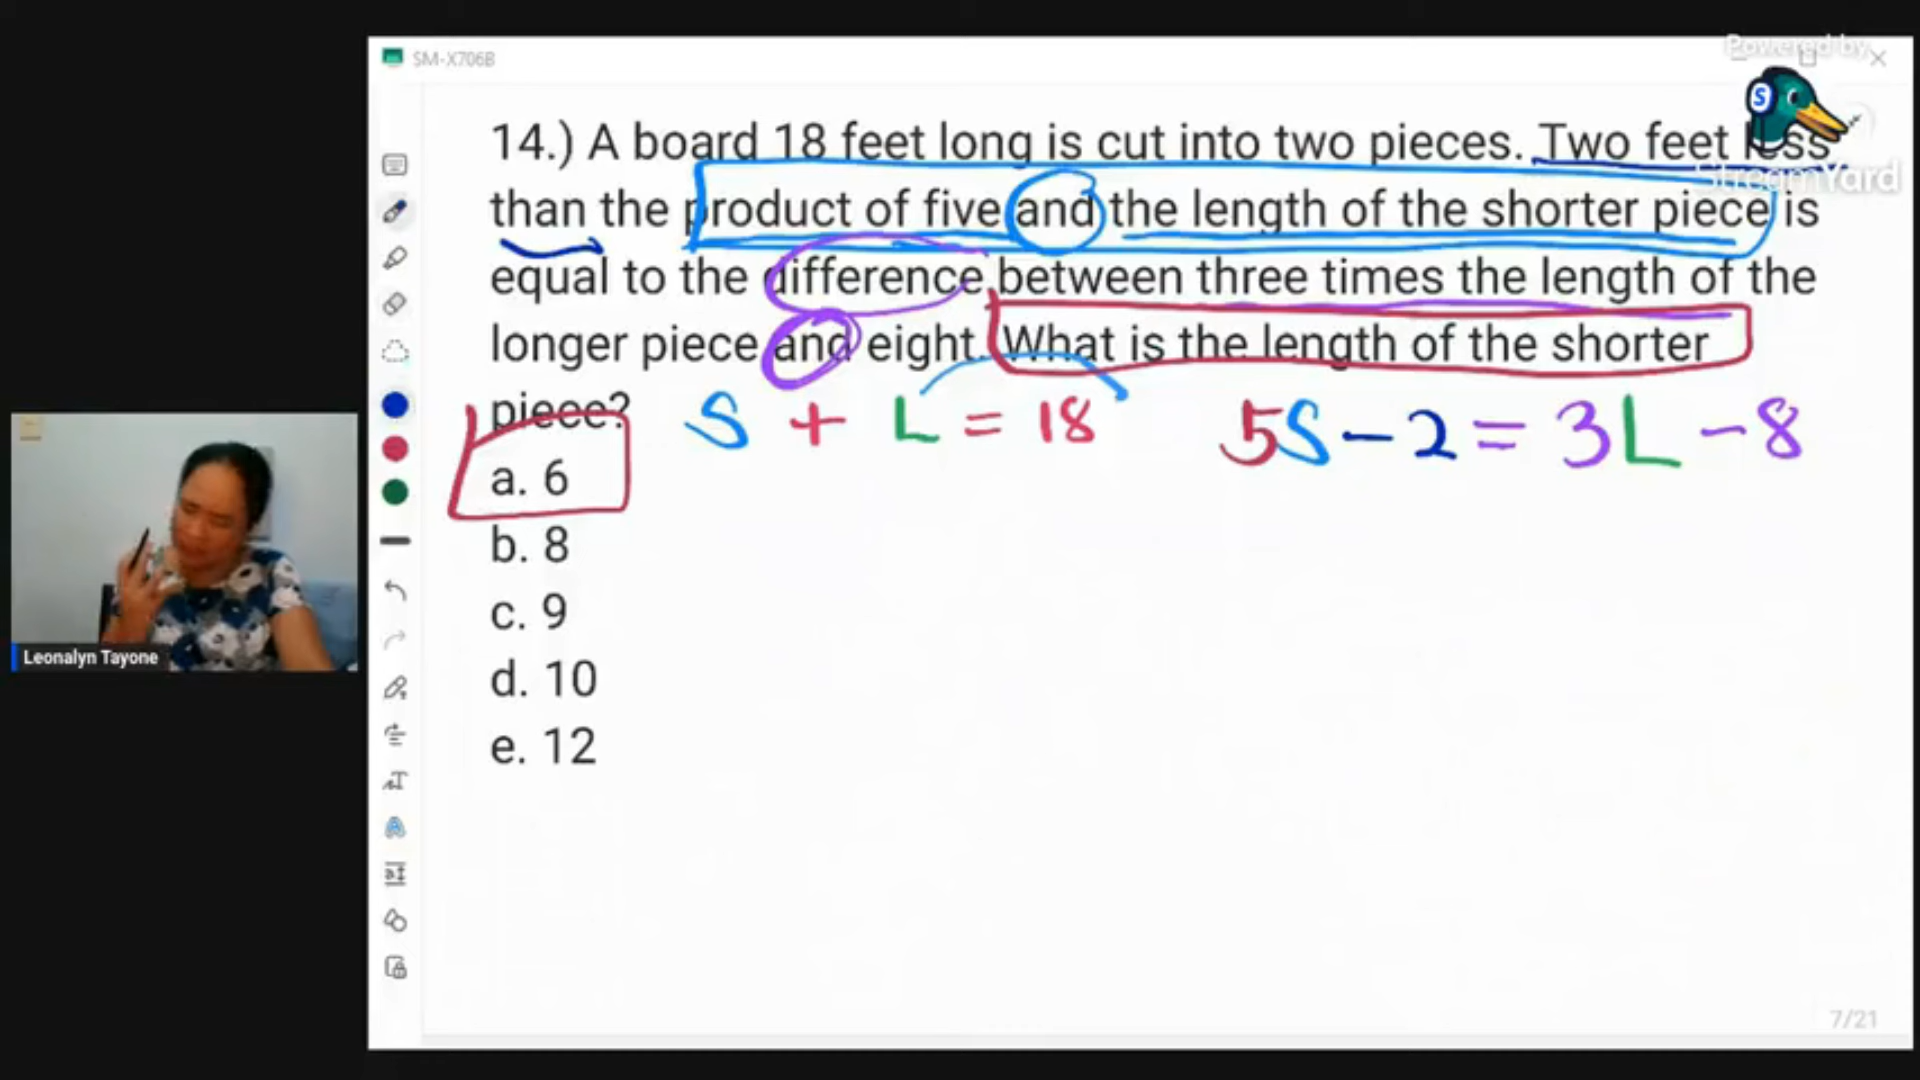 SM-X706B
Powered by
StreamYard
14.) A board 18 feet long is cut into two pieces. Two feet less
than the product of five and the length of the shorter piece is
equal to the difference between three times the length of the
longer piece and eight. What is the length of the shorter
piece?
S + L = 18
5S - 2 = 3L - 8
a. 6
b. 8
c. 9
d. 10
e. 12
Leonalyn Tayone
7/21